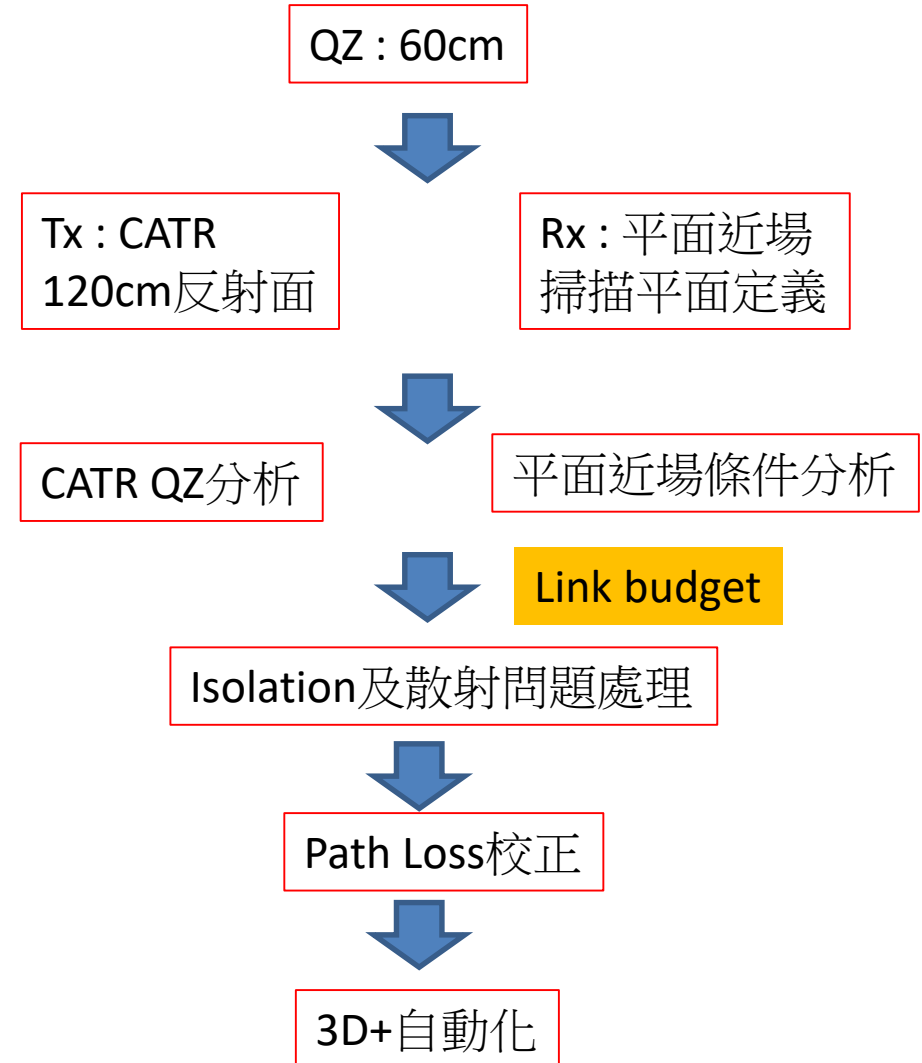 QZ : 60cm
Tx : CATR
120cm反射面
Rx : 平面近場
掃描平面定義
CATR QZ分析
平面近場條件分析
Link budget
Isolation及散射問題處理
Path Loss校正
3D+自動化